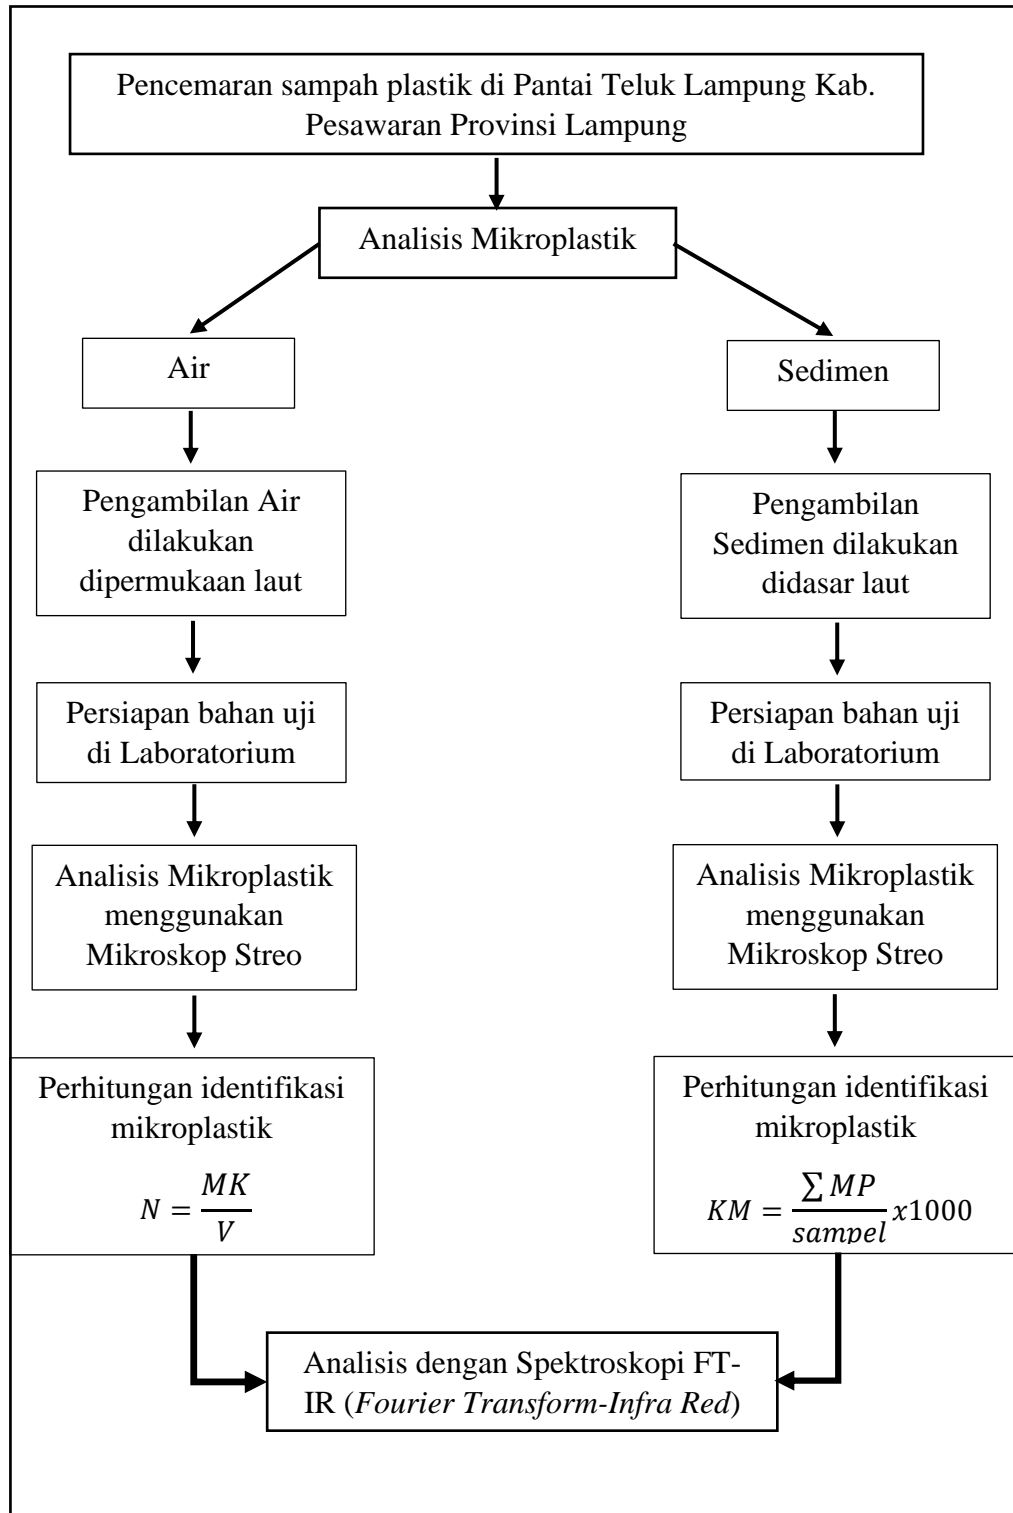 Pencemaran sampah plastik di Pantai Teluk Lampung Kab.
Pesawaran Provinsi Lampung
Analisis Mikroplastik
Air
Pengambilan Air
dilakukan
dipermukaan laut
Persiapan bahan uji
di Laboratorium
Analisis Mikroplastik
menggunakan
Mikroskop Streo
Perhitungan identifikasi
mikroplastik
N = MK / V
Sedimen
Pengambilan
Sedimen dilakukan
didasar laut
Persiapan bahan uji
di Laboratorium
Analisis Mikroplastik
menggunakan
Mikroskop Streo
Perhitungan identifikasi
mikroplastik
KM = ∑ MP / sampel x1000
Analisis dengan Spektroskopi FT-
IR (Fourier Transform-Infra Red)